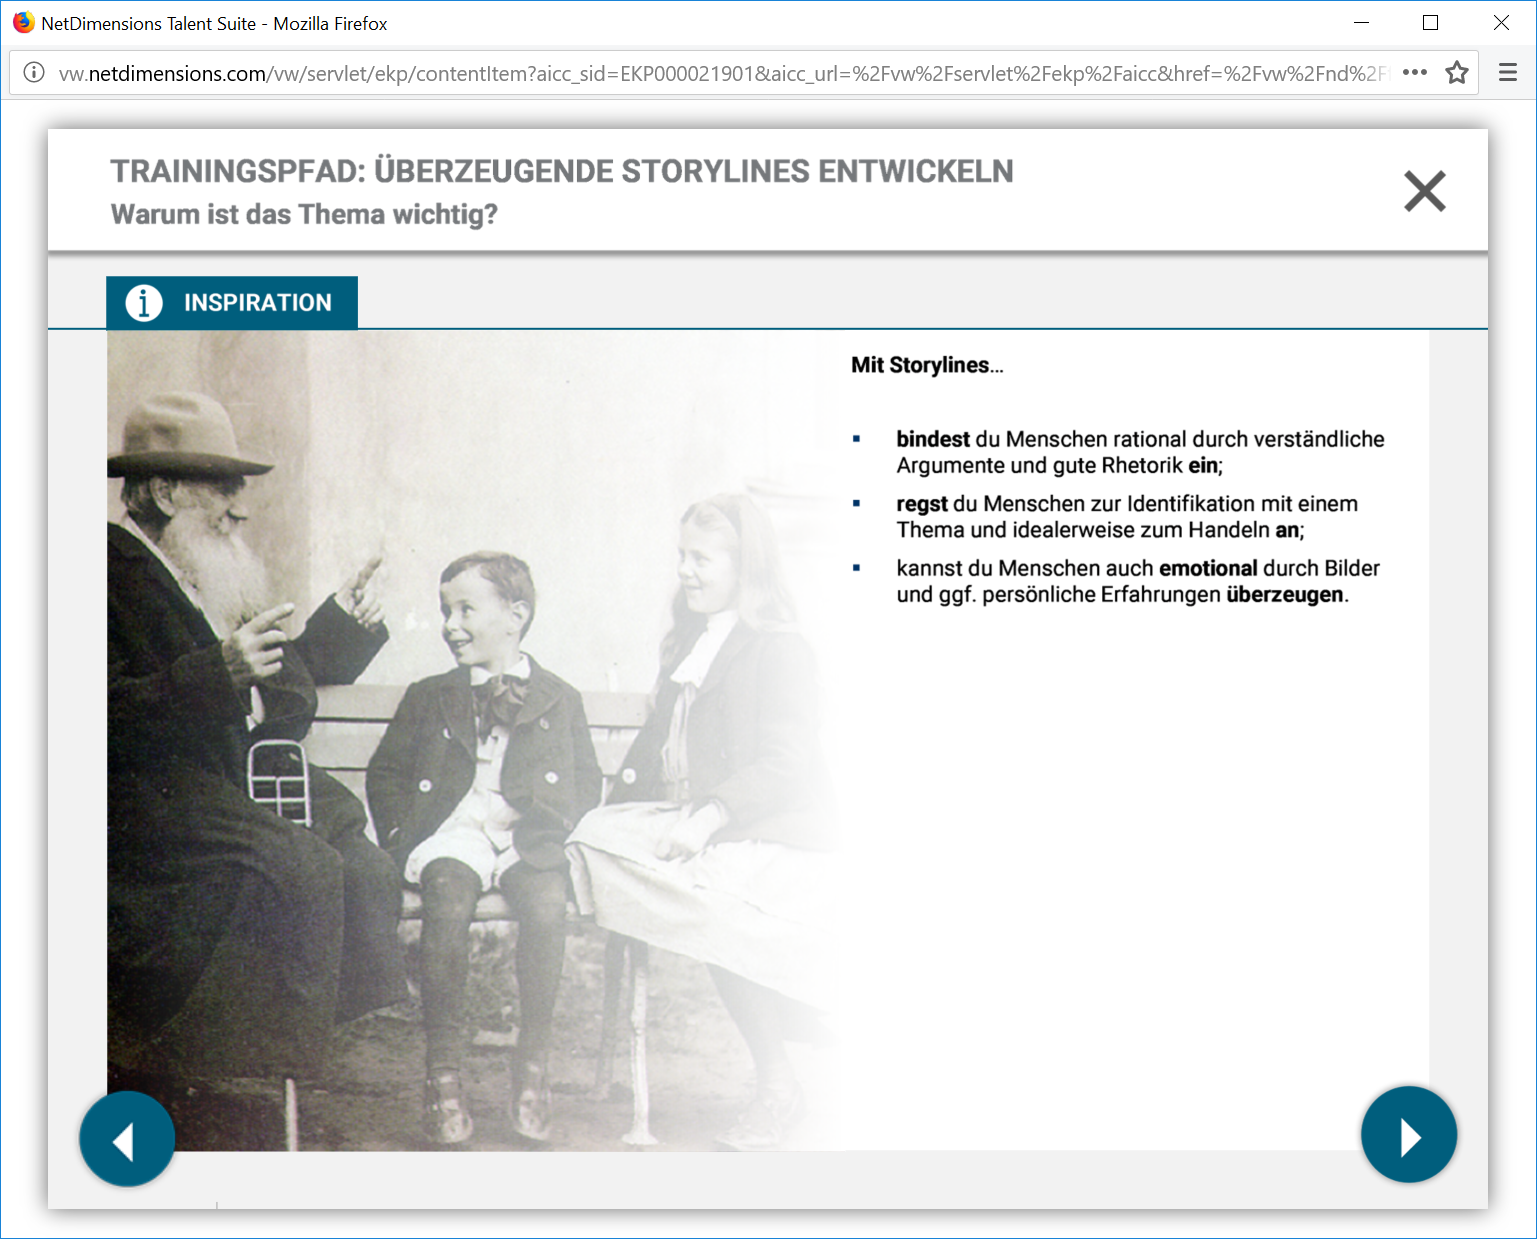 NetDimensions Talent Suite - Mozilla Firefox
vw.netdimensions.com/vw/servlet/ekp/contentItem?aicc_sid=EKP000021901&aicc_url=%2Fvw%2Fservlet%2Fekp%2Faicc&href=%2Fvw%2Fnd%2F
TRAININGSPFAD: ÜBERZEUGENDE STORYLINES ENTWICKELN
Warum ist das Thema wichtig?
INSPIRATION
Mit Storylines...
▪ bindest du Menschen rational durch verständliche
Argumente und gute Rhetorik ein;
▪ regst du Menschen zur Identifikation mit einem
Thema und idealerweise zum Handeln an;
▪ kannst du Menschen auch emotional durch Bilder
und ggf. persönliche Erfahrungen überzeugen.